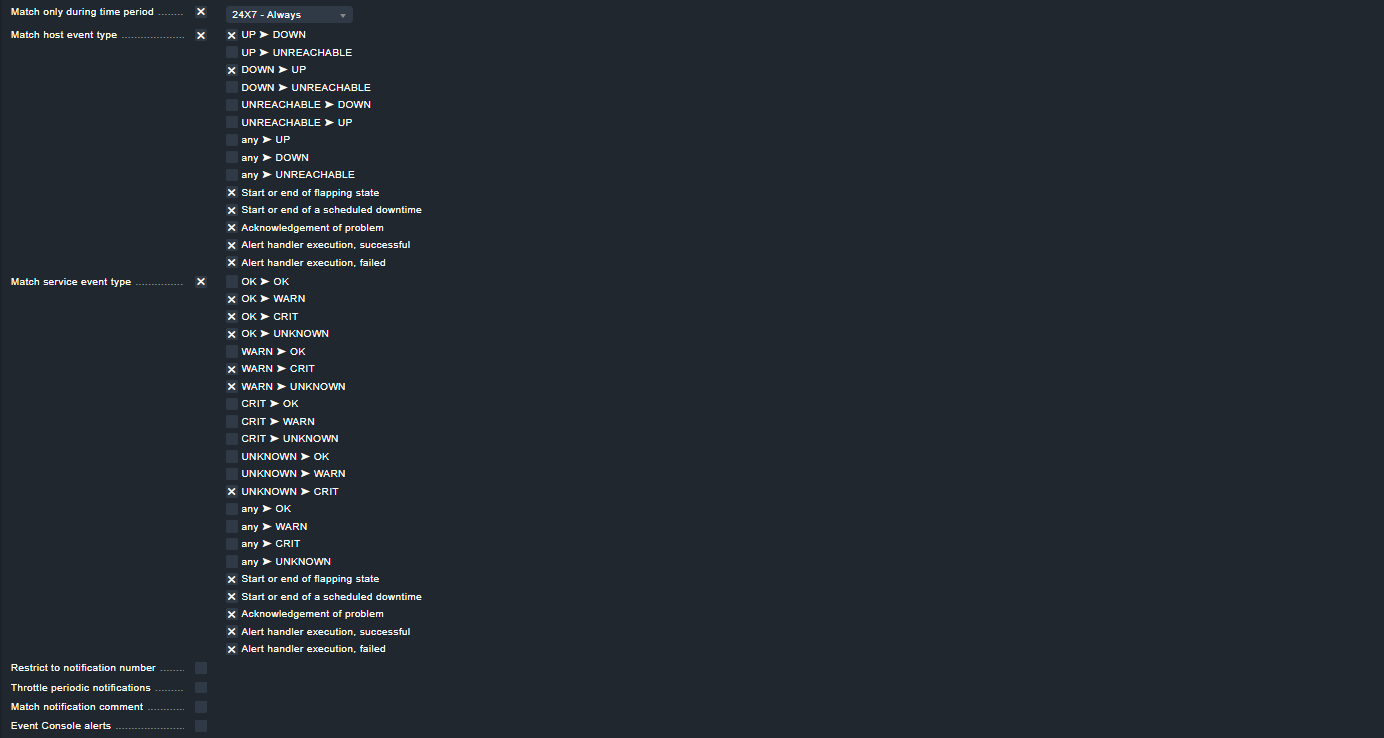 Match only during time period ........ 24X7 - Always
Match host event type .................... UP ➤ DOWN
UP ➤ UNREACHABLE
DOWN ➤ UP
DOWN ➤ UNREACHABLE
UNREACHABLE ➤ DOWN
UNREACHABLE ➤ UP
any ➤ UP
any ➤ DOWN
any ➤ UNREACHABLE
Start or end of flapping state
Start or end of a scheduled downtime
Acknowledgement of problem
Alert handler execution, successful
Alert handler execution, failed
Match service event type ............... OK ➤ OK
OK ➤ WARN
OK ➤ CRIT
OK ➤ UNKNOWN
WARN ➤ OK
WARN ➤ CRIT
WARN ➤ UNKNOWN
CRIT ➤ OK
CRIT ➤ WARN
CRIT ➤ UNKNOWN
UNKNOWN ➤ OK
UNKNOWN ➤ WARN
UNKNOWN ➤ CRIT
any ➤ OK
any ➤ WARN
any ➤ CRIT
any ➤ UNKNOWN
Start or end of flapping state
Start or end of a scheduled downtime
Acknowledgement of problem
Alert handler execution, successful
Alert handler execution, failed
Restrict to notification number ........
Throttle periodic notifications .........
Match notification comment ............
Event Console alerts ......................